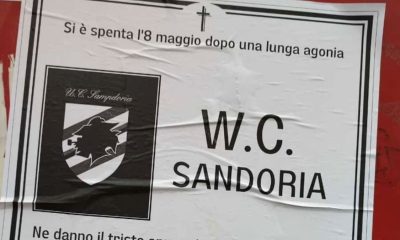 Si è spenta l'8 maggio dopo una lunga agonia
U.C. Sampdoria
W.C.
SANDORIA
Ne danno il triste